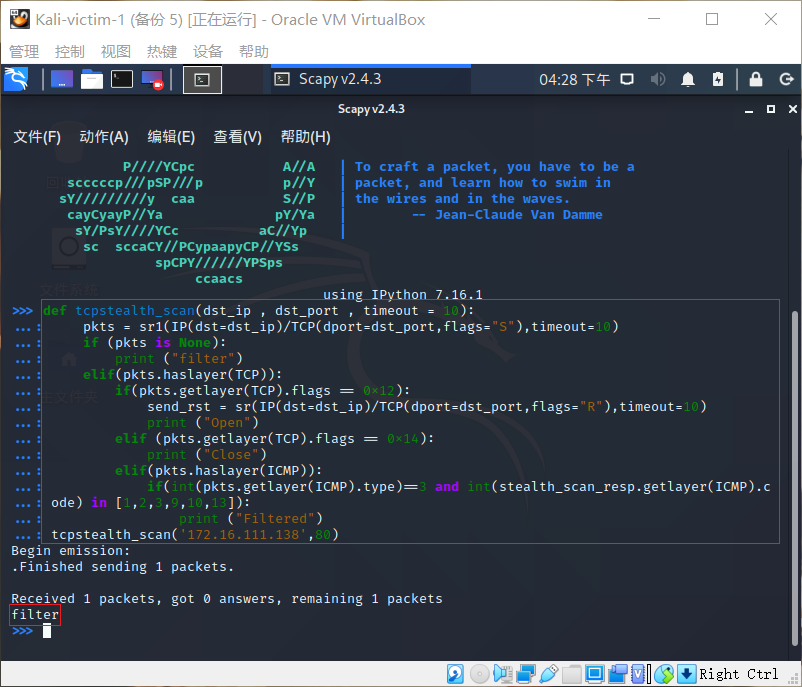 Kali-victim-1 (备份 5) [正在运行] - Oracle VM VirtualBox
管理 控制 视图 热键 设备 帮助
Scapy v2.4.3 04:28 下午
Scapy v2.4.3
文件(F) 动作(A) 编辑(E) 查看(V) 帮助(H)
P////YCpc A//A | To craft a packet, you have to be a
scccccp///pSP///p p//Y | packet, and learn how to swim in
sY/////////y caa S//P | the wires and in the waves.
cayCyayP//Ya pY/Ya | -- Jean-Claude Van Damme
sY/PsY////YCc aC//Yp |
sc sccaCY//PCypaapyCP//YSs
spCPY//////YPSps
ccaacs
using IPython 7.16.1
>>> def tcpstealth_scan(dst_ip , dst_port , timeout = 10):
...: pkts = sr1(IP(dst=dst_ip)/TCP(dport=dst_port,flags="S"),timeout=10)
...: if (pkts is None):
...: print ("filter")
...: elif(pkts.haslayer(TCP)):
...: if(pkts.getlayer(TCP).flags == 0×12):
...: send_rst = sr(IP(dst=dst_ip)/TCP(dport=dst_port,flags="R"),timeout=10)
...: print ("Open")
...: elif (pkts.getlayer(TCP).flags == 0×14):
...: print ("Close")
...: elif(pkts.haslayer(ICMP)):
...: if(int(pkts.getlayer(ICMP).type)==3 and int(stealth_scan_resp.getlayer(ICMP).c
...: ode) in [1,2,3,9,10,13]):
...: print ("Filtered")
...: tcpstealth_scan('172.16.111.138',80)
Begin emission:
.Finished sending 1 packets.
Received 1 packets, got 0 answers, remaining 1 packets
filter
>>>
Right Ctrl